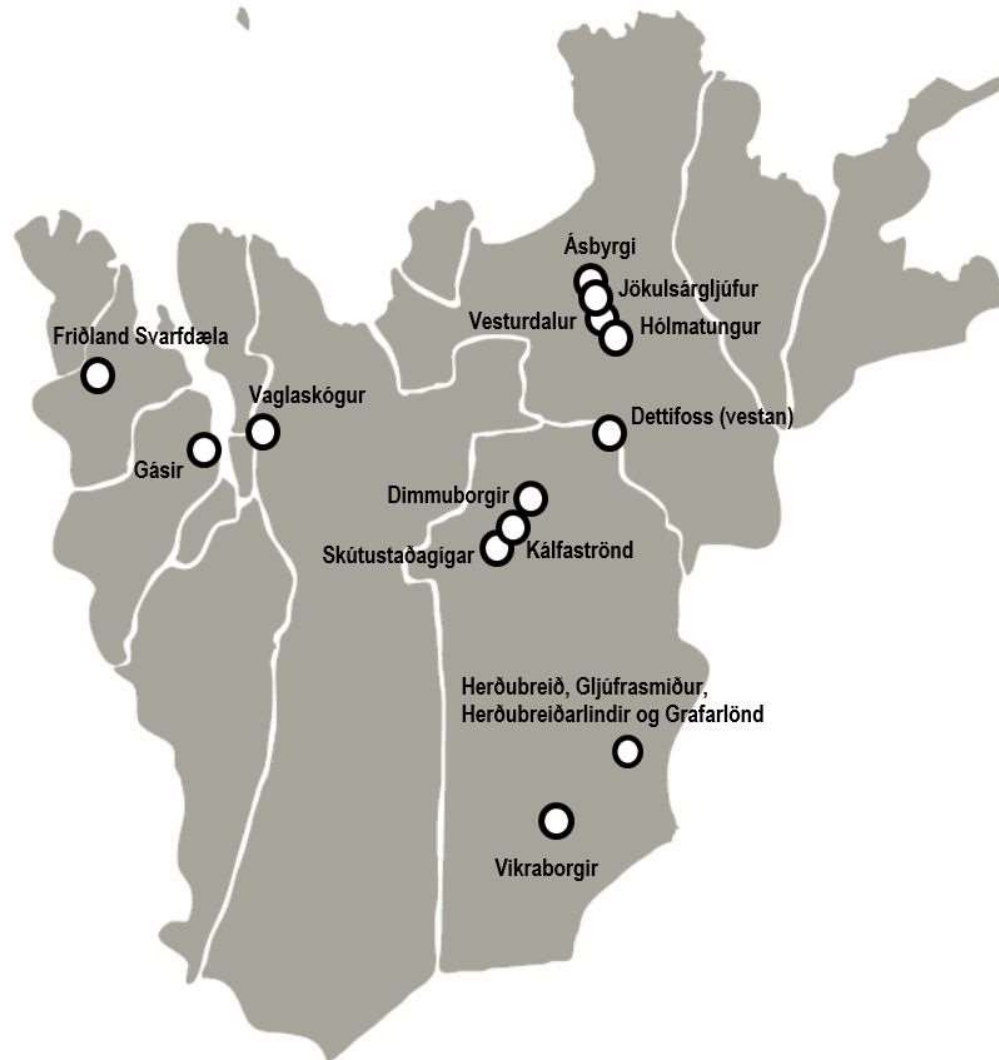 Ásbyrgi
Jökulsárgljúfur
Vesturdalur
Hólmatungur
Friðland Svarfdæla
Vaglaskógur
Dettifoss (vestan)
Gásir
Dimmuborgir
Kálfaströnd
Skútustaðagígar
Herðubreið, Gljúfrasmiður,
Herðubreiðarlindir og Grafarlönd
Vikraborgir